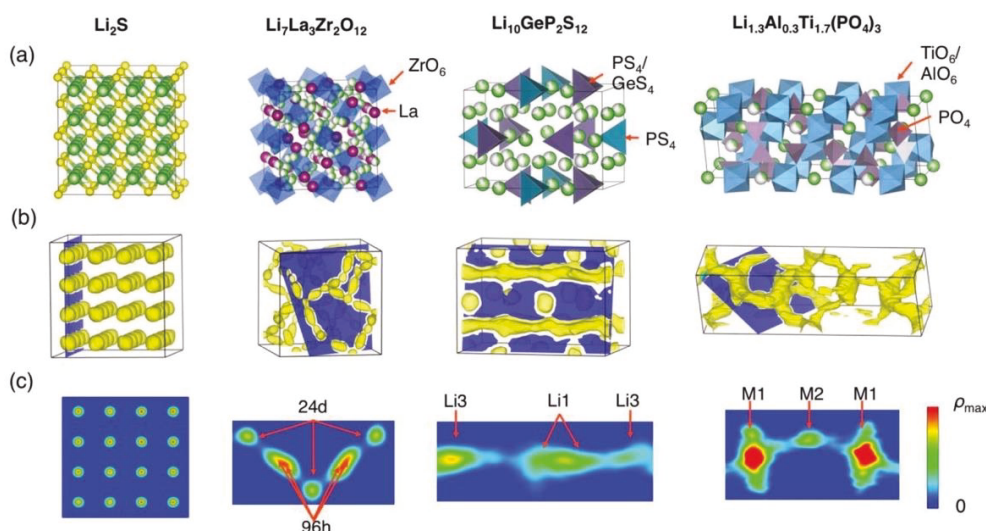 Li₂S
Li₇La₃Zr₂O₁₂
Li₁₀GeP₂S₁₂
Li₁.₃Al₀.₃Ti₁.₇(PO₄)₃
(a)
ZrO₆
La
PS₄/
GeS₄
PS₄
TiO₆/
AlO₆
PO₄
(b)
(c)
24d
96h
Li3
Li1
Li3
M1
M2
M1
ρmax
0